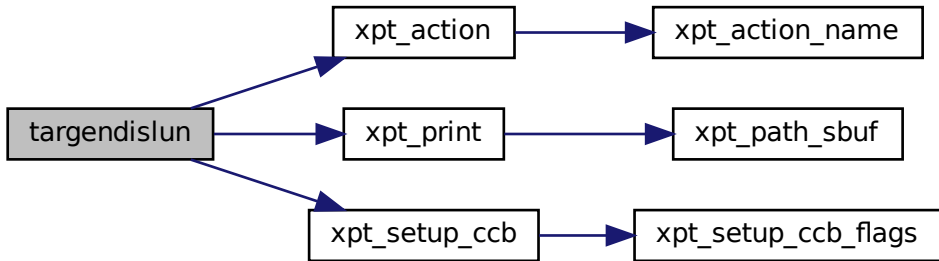 xpt_action
xpt_action_name
targendislun
xpt_print
xpt_path_sbuf
xpt_setup_ccb
xpt_setup_ccb_flags